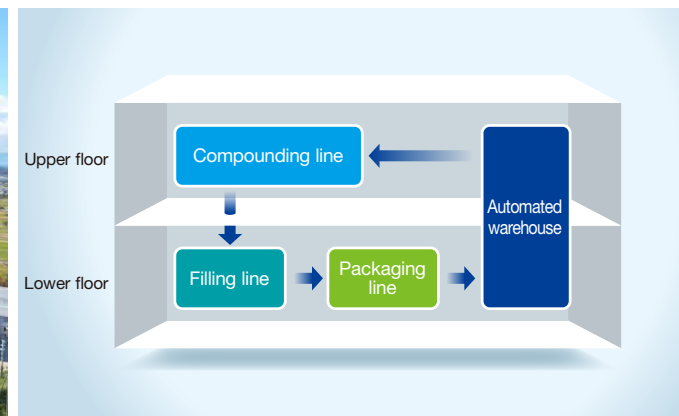 Upper floor
Compounding line
Automated
warehouse
Lower floor
Filling line
Packaging
line